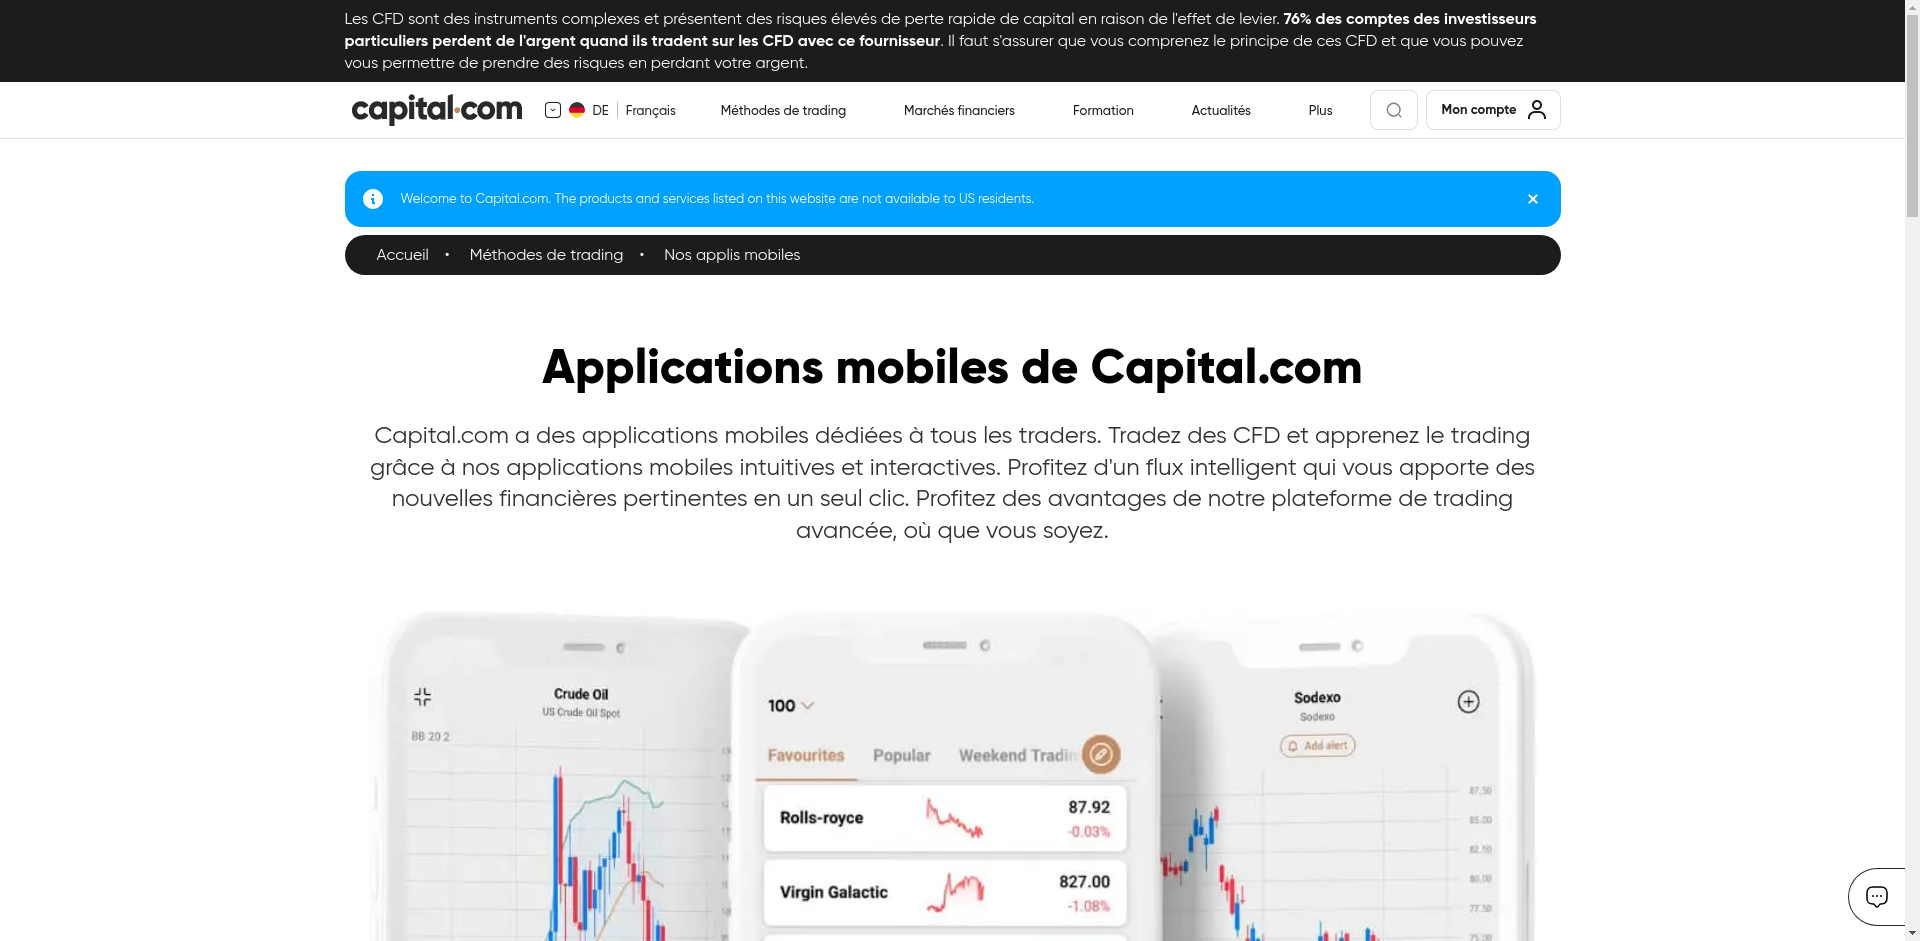 Les CFD sont des instruments complexes et présentent des risques élevés de perte rapide de capital en raison de l'effet de levier. 76% des comptes des investisseurs
particuliers perdent de l'argent quand ils tradent sur les CFD avec ce fournisseur. Il faut s'assurer que vous comprenez le principe de ces CFD et que vous pouvez
vous permettre de prendre des risques en perdant votre argent.
capital.com DE Français Méthodes de trading Marchés financiers Formation Actualités Plus Mon compte
Welcome to Capital.com. The products and services listed on this website are not available to US residents.
Accueil • Méthodes de trading • Nos applis mobiles
Applications mobiles de Capital.com
Capital.com a des applications mobiles dédiées à tous les traders. Tradez des CFD et apprenez le trading
grâce à nos applications mobiles intuitives et interactives. Profitez d'un flux intelligent qui vous apporte des
nouvelles financières pertinentes en un seul clic. Profitez des avantages de notre plateforme de trading
avancée, où que vous soyez.
Crude Oil
US Crude Oil Spot
BB 20 2
100
Favourites Popular Weekend Tradin
Rolls-royce 87.92
-0.03%
Virgin Galactic 827.00
-1.08%
Sodexo
Sodexo
Add alert
87.50
85.00
82.50
80.00
77.50
75.00